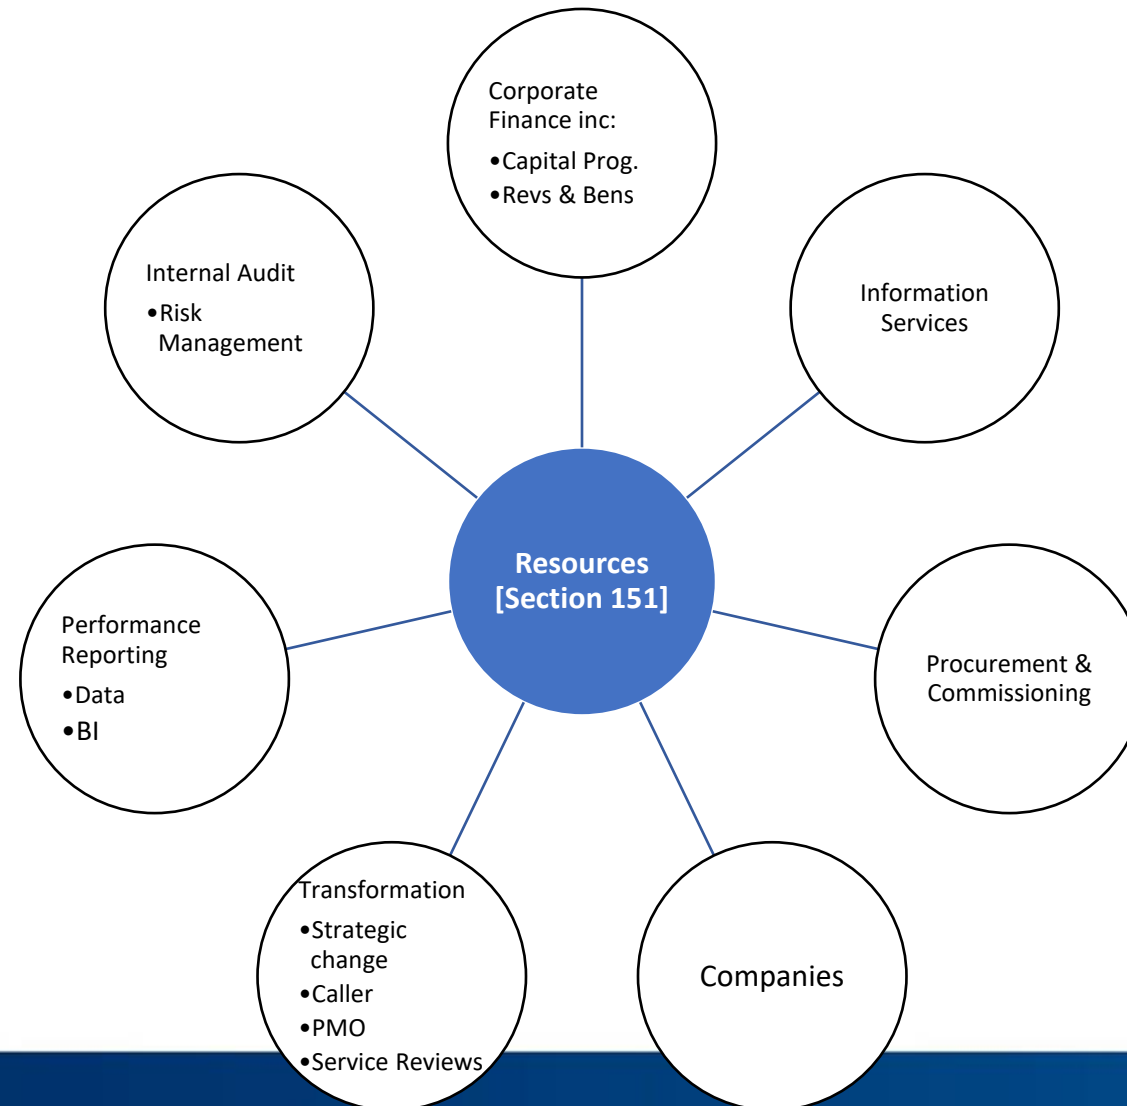 Corporate
Finance inc:
•Capital Prog.
•Revs & Bens
Information
Services
Procurement &
Commissioning
Companies
Transformation
•Strategic
change
•Caller
•PMO
•Service Reviews
Performance
Reporting
•Data
•BI
Internal Audit
•Risk
Management
Resources
[Section 151]